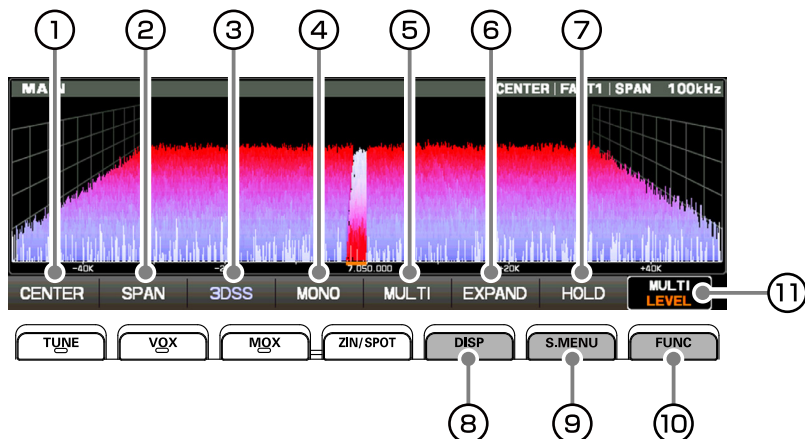 1 2 3 4 5 6 7
MAIN CENTER | FAST1 | SPAN 100kHz
-40K 7.050.000 +40K
CENTER SPAN 3DSS MONO MULTI EXPAND HOLD MULTI
LEVEL 11
TUNE VOX MOX ZIN/SPOT DISP S.MENU FUNC
8 9 10